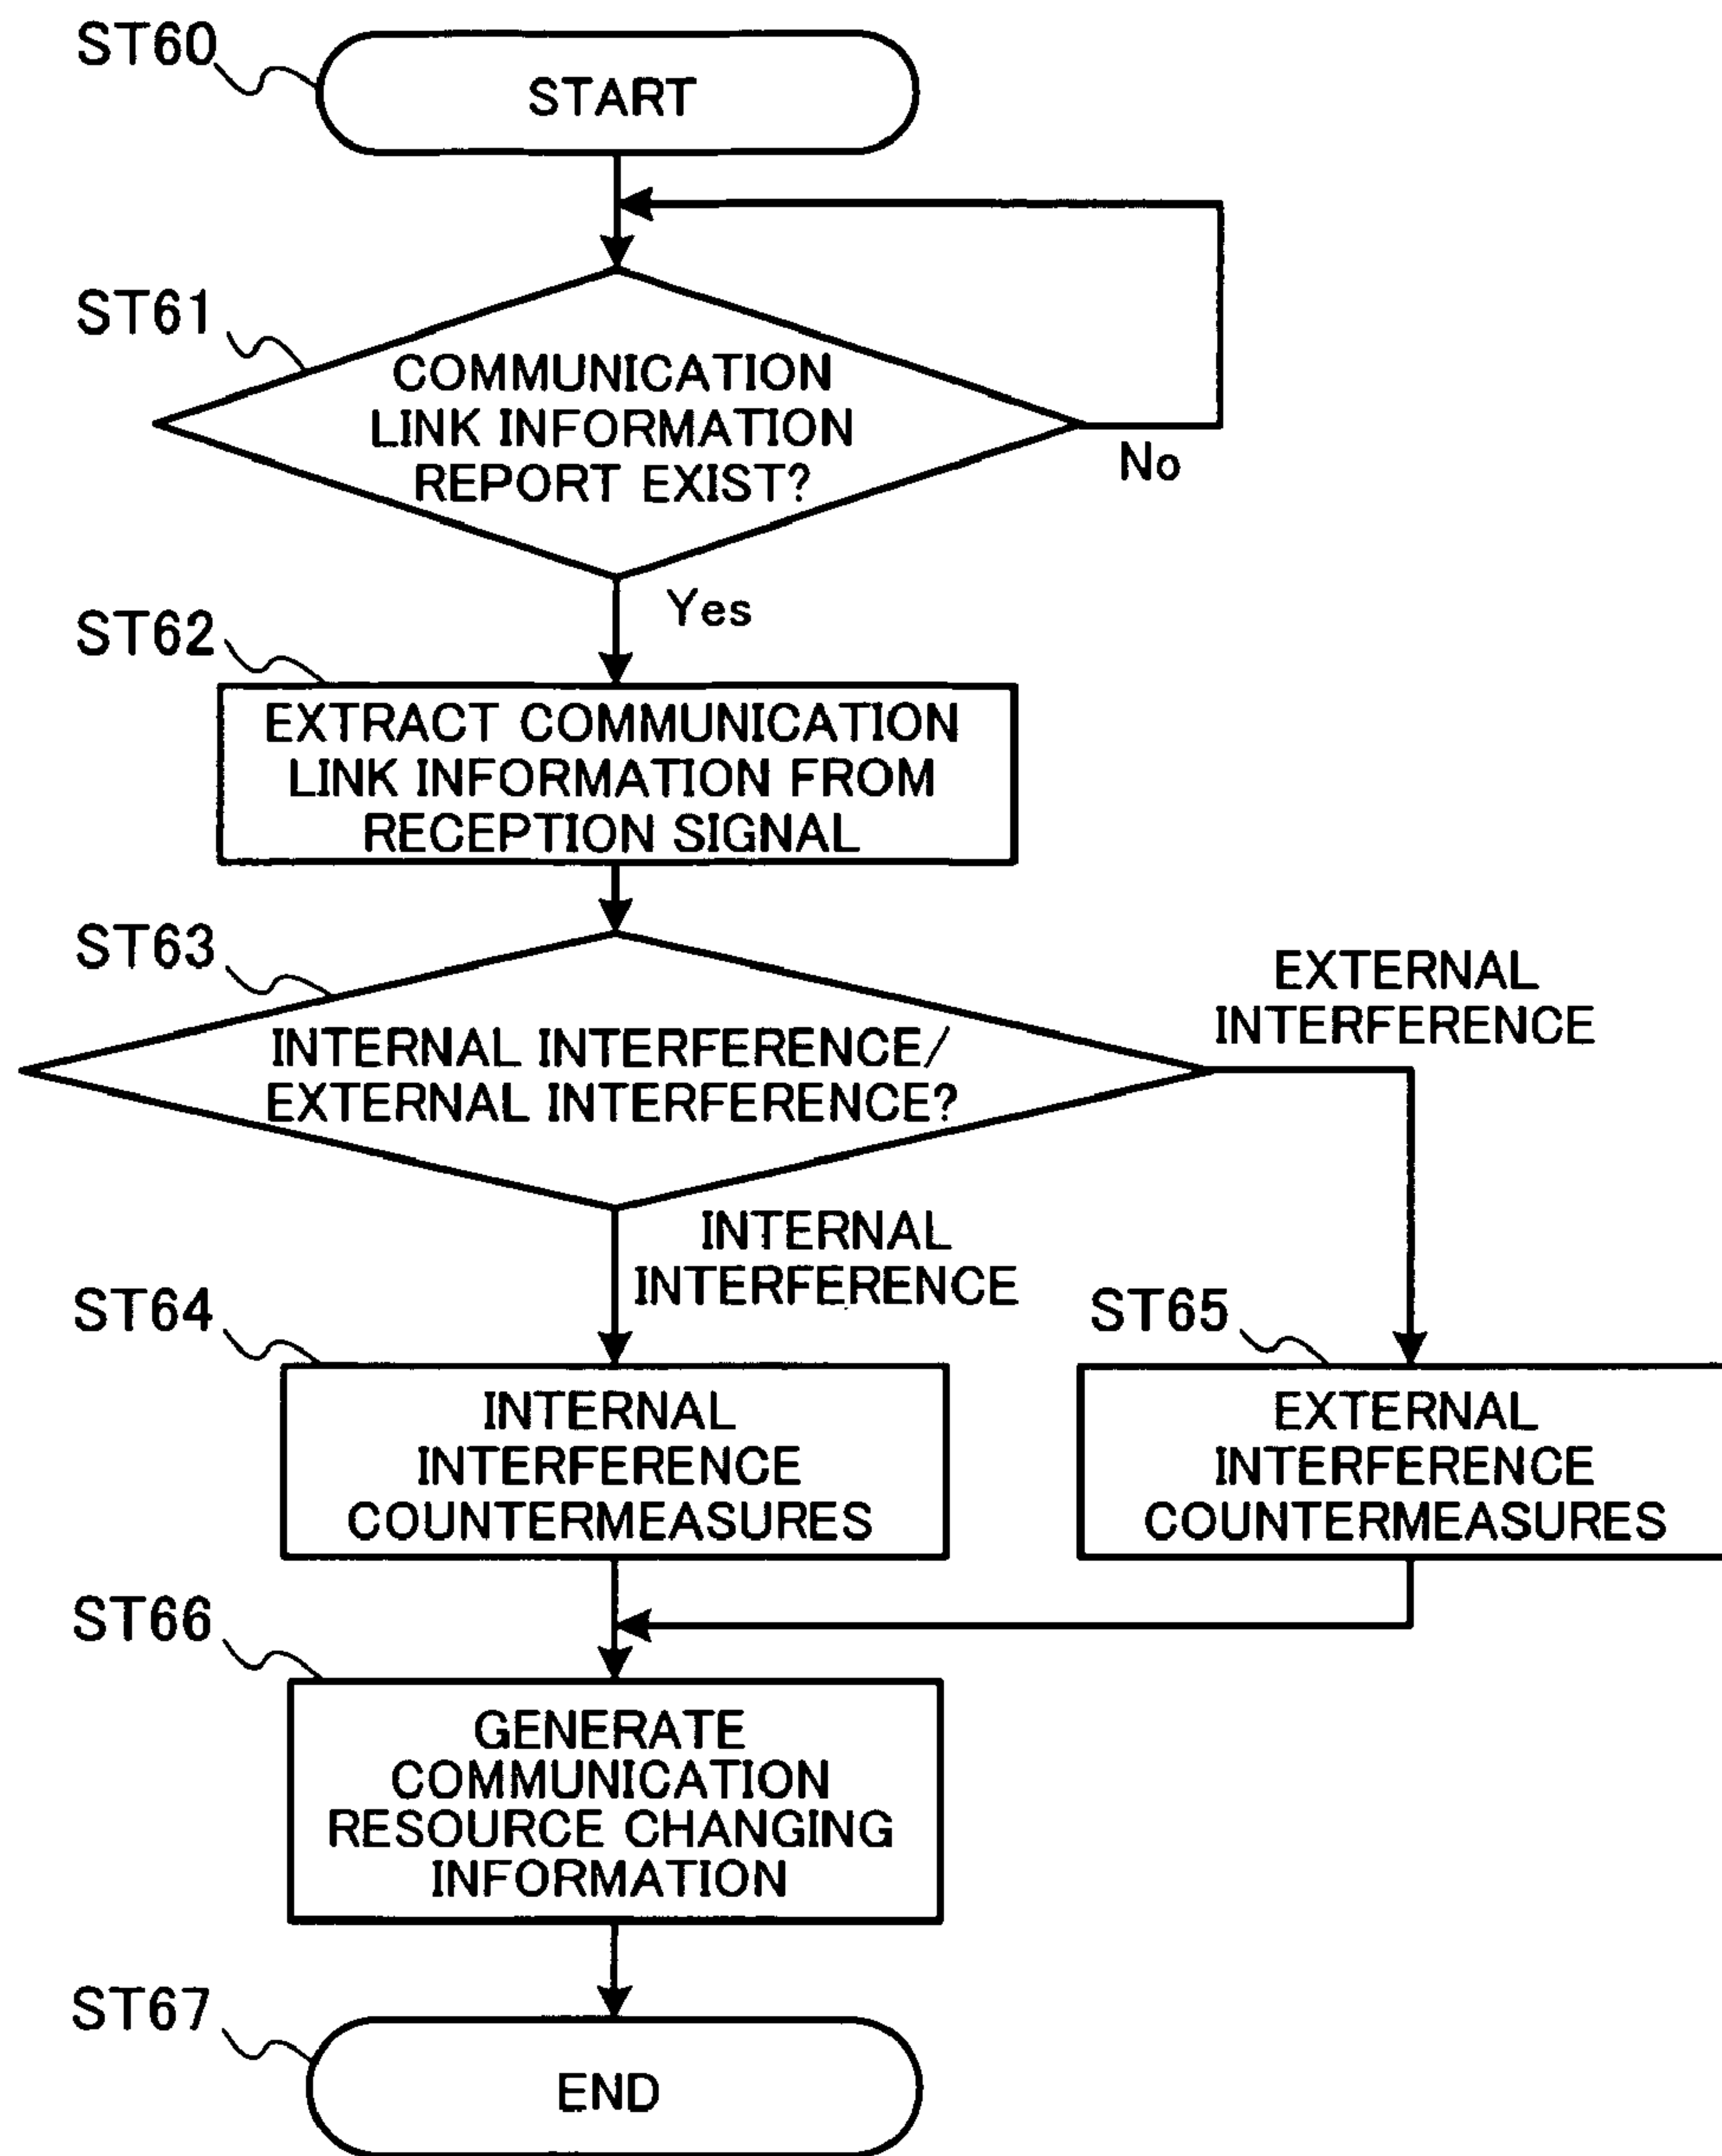 ST60
START
ST61
COMMUNICATION
LINK INFORMATION
REPORT EXIST?
No
Yes
ST62
EXTRACT COMMUNICATION
LINK INFORMATION FROM
RECEPTION SIGNAL
ST63
INTERNAL INTERFERENCE/
EXTERNAL INTERFERENCE?
EXTERNAL
INTERFERENCE
INTERNAL
INTERFERENCE
ST64
INTERNAL
INTERFERENCE
COUNTERMEASURES
ST65
EXTERNAL
INTERFERENCE
COUNTERMEASURES
ST66
GENERATE
COMMUNICATION
RESOURCE CHANGING
INFORMATION
ST67
END